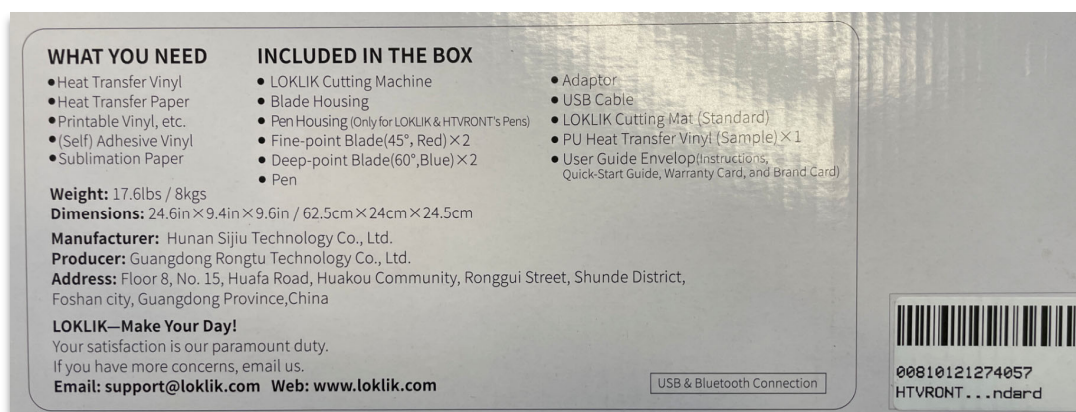 WHAT YOU NEED
●Heat Transfer Vinyl
●Heat Transfer Paper
●Printable Vinyl, etc.
●(Self) Adhesive Vinyl
●Sublimation Paper
INCLUDED IN THE BOX
● LOKLIK Cutting Machine
● Blade Housing
● Pen Housing (Only for LOKLIK & HTVRONT's Pens)
● Fine-point Blade(45°, Red)×2
● Deep-point Blade(60°,Blue)×2
● Pen
● Adaptor
● USB Cable
● LOKLIK Cutting Mat (Standard)
● PU Heat Transfer Vinyl (Sample)×1
● User Guide Envelop(Instructions,
Quick-Start Guide, Warranty Card, and Brand Card)
Weight: 17.6lbs / 8kgs
Dimensions: 24.6in×9.4in×9.6in / 62.5cm×24cm×24.5cm
Manufacturer: Hunan Sijiu Technology Co., Ltd.
Producer: Guangdong Rongtu Technology Co., Ltd.
Address: Floor 8, No. 15, Huafa Road, Huakou Community, Ronggui Street, Shunde District,
Foshan city, Guangdong Province,China
LOKLIK—Make Your Day!
Your satisfaction is our paramount duty.
If you have more concerns, email us.
Email: support@loklik.com Web: www.loklik.com
USB & Bluetooth Connection
00810121274057
HTVRONT...ndard